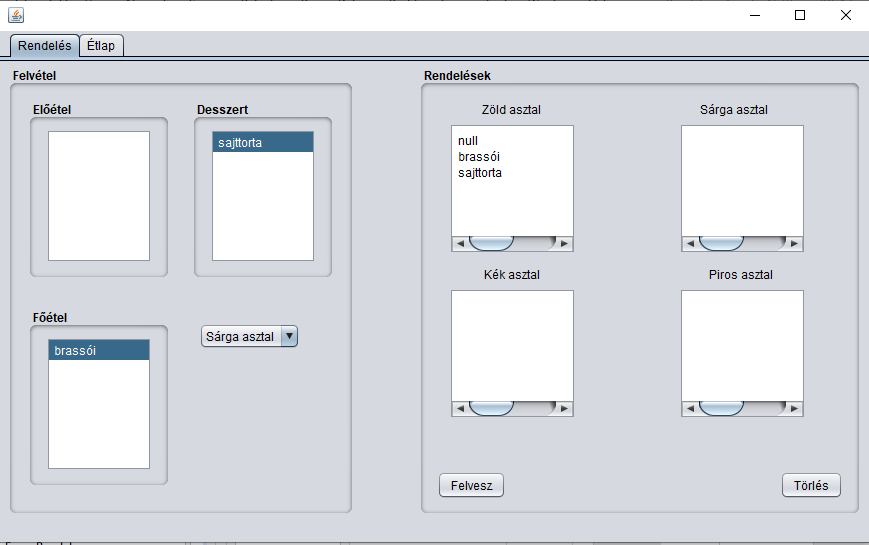 Rendelés Étlap
Felvétel
Előétel
Desszert
sajttorta
Főétel
brassói
Sárga asztal
Rendelések
Zöld asztal
null
brassói
sajttorta
Sárga asztal
Kék asztal
Piros asztal
Felvesz
Törlés